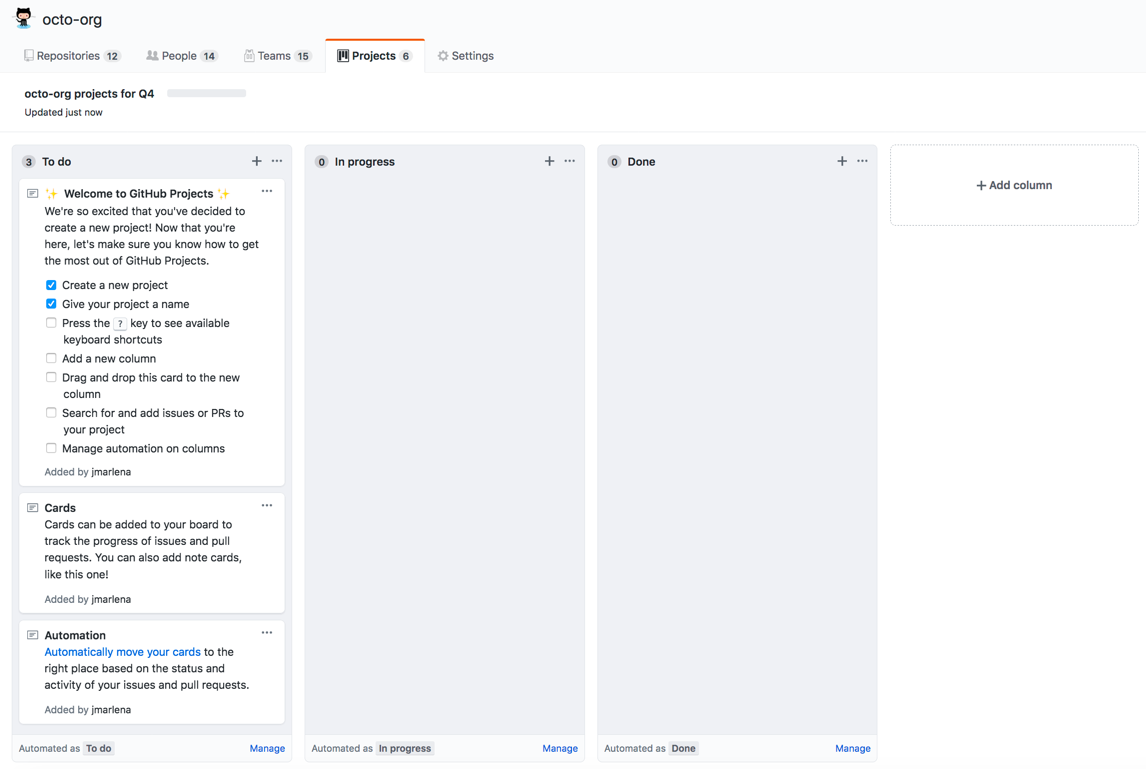 octo-org
Repositories 12 People 14 Teams 15 Projects 6 Settings
octo-org projects for Q4
Updated just now
3 To do
✨ Welcome to GitHub Projects ✨
We're so excited that you've decided to
create a new project! Now that you're
here, let's make sure you know how to get
the most out of GitHub Projects.
Create a new project
Give your project a name
Press the ? key to see available
keyboard shortcuts
Add a new column
Drag and drop this card to the new
column
Search for and add issues or PRs to
your project
Manage automation on columns
Added by jmarlena
Cards
Cards can be added to your board to
track the progress of issues and pull
requests. You can also add note cards,
like this one!
Added by jmarlena
Automation
Automatically move your cards to the
right place based on the status and
activity of your issues and pull requests.
Added by jmarlena
Automated as To do Manage
0 In progress
Automated as In progress Manage
0 Done
Automated as Done Manage
+ Add column